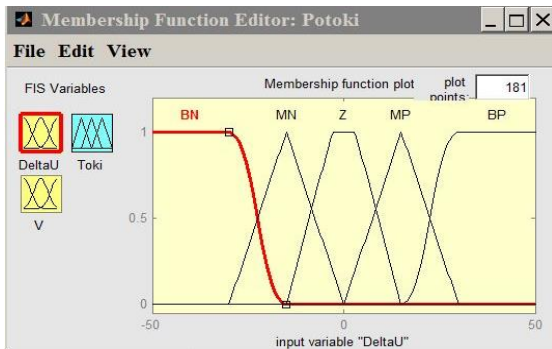 Membership Function Editor: Potoki
File Edit View
FIS Variables
DeltaU
Toki
V
Membership function plot
plot points:
181
BN MN Z MP BP
1
0.5
0
-50 0 50
input variable "DeltaU"